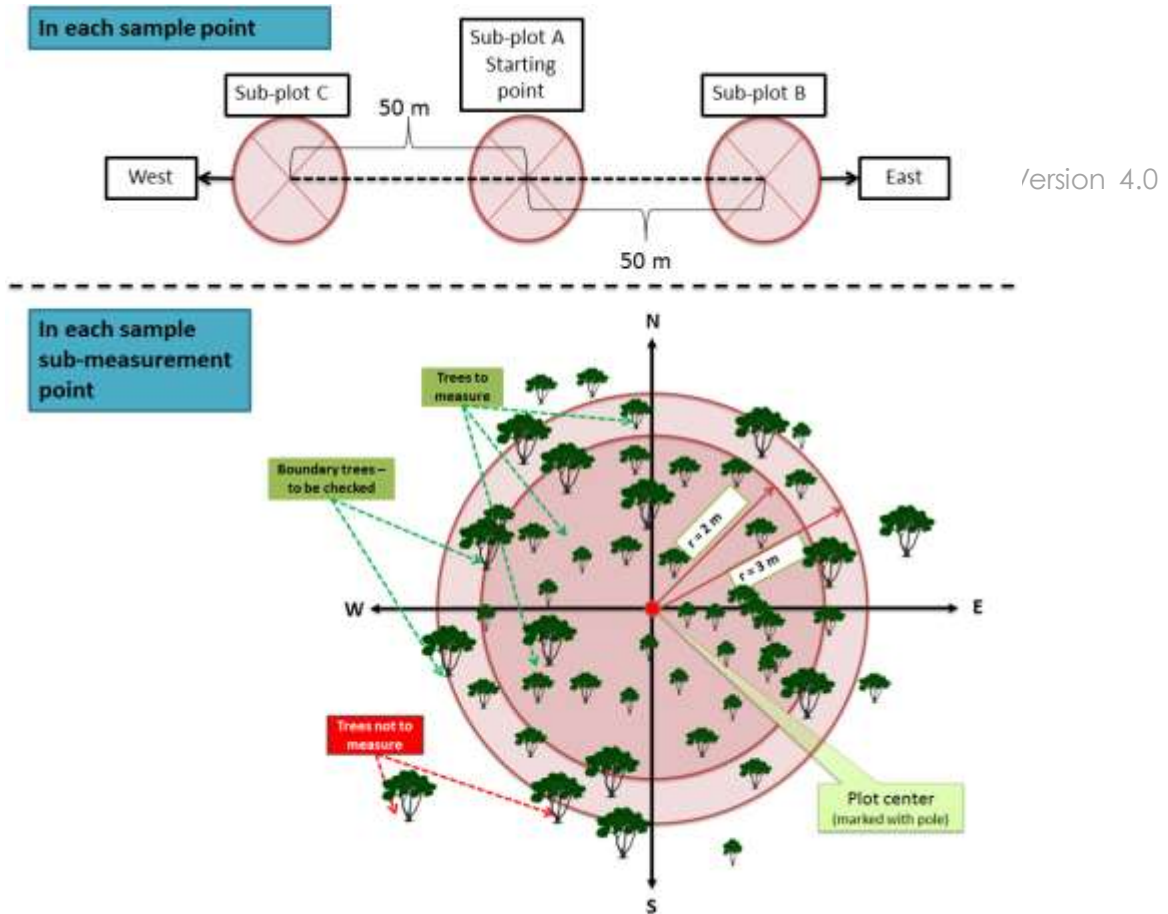 In each sample point
Sub-plot A
Starting
point
Sub-plot C
Sub-plot B
50 m
West
East
50 m
Version 4.0
In each sample
sub-measurement
point
N
Trees to
measure
Boundary trees –
to be checked
r = 2 m
r = 3 m
W
E
Trees not to
measure
Plot center
(marked with pole)
S